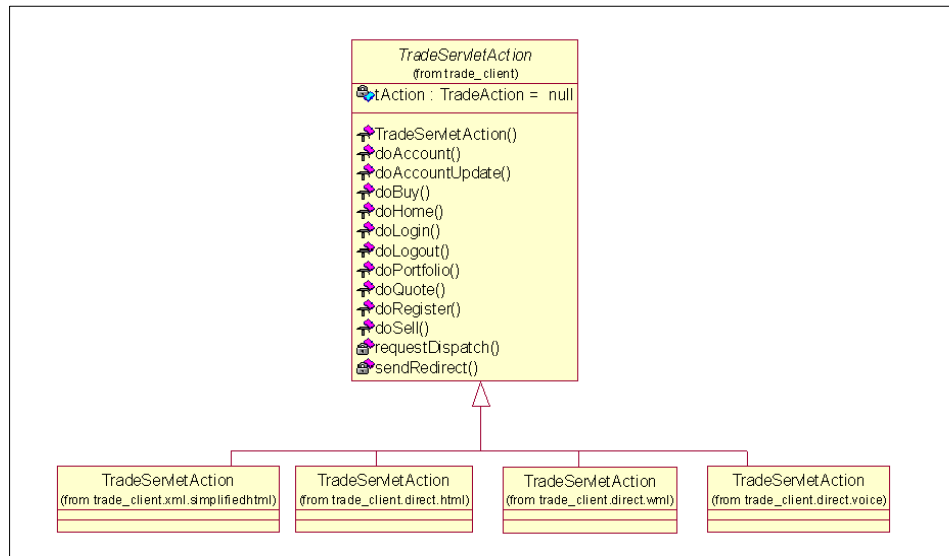 TradeServletAction
(from trade_client)
tAction : TradeAction = null
TradeServletAction()
doAccount()
doAccountUpdate()
doBuy()
doHome()
doLogin()
doLogout()
doPortfolio()
doQuote()
doRegister()
doSell()
requestDispatch()
sendRedirect()
TradeServletAction
(from trade_client.xml.simplifiedhtml)
TradeServletAction
(from trade_client.direct.html)
TradeServletAction
(from trade_client.direct.wml)
TradeServletAction
(from trade_client.direct.voice)